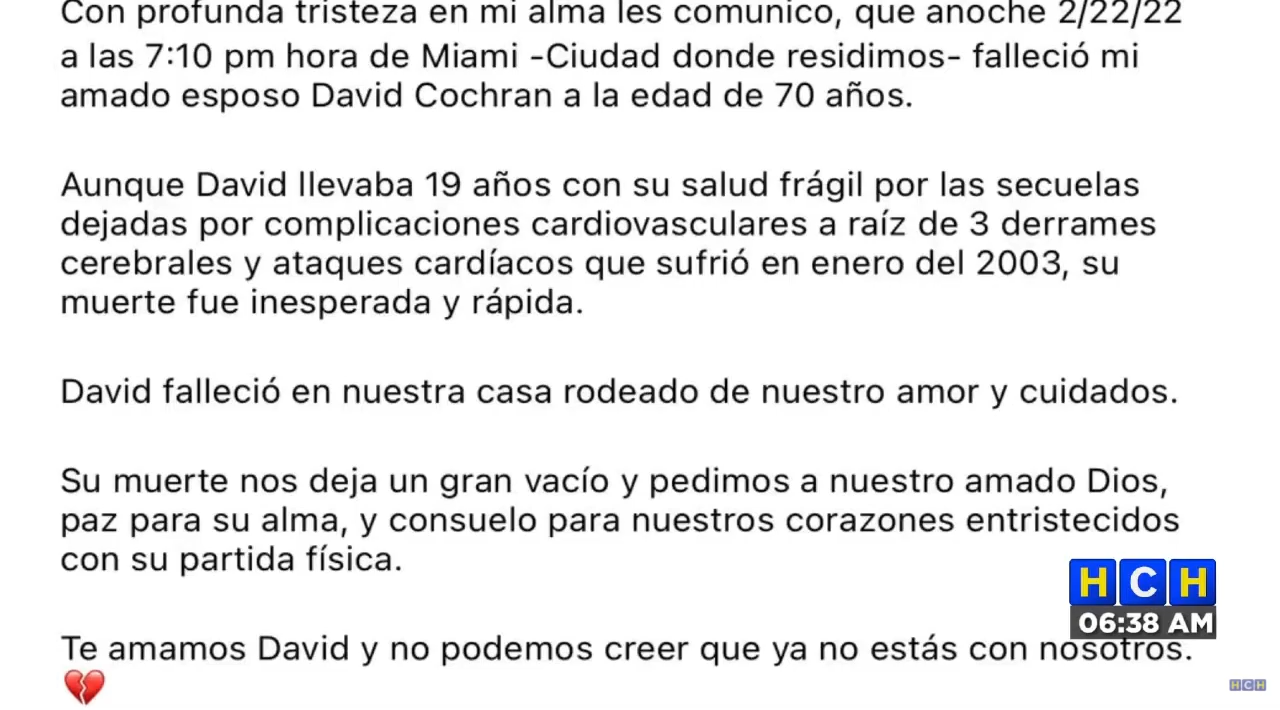 Con profunda tristeza en mi alma les comunico, que anoche 2/22/22
a las 7:10 pm hora de Miami -Ciudad donde residimos- falleció mi
amado esposo David Cochran a la edad de 70 años.
Aunque David llevaba 19 años con su salud frágil por las secuelas
dejadas por complicaciones cardiovasculares a raíz de 3 derrames
cerebrales y ataques cardíacos que sufrió en enero del 2003, su
muerte fue inesperada y rápida.
David falleció en nuestra casa rodeado de nuestro amor y cuidados.
Su muerte nos deja un gran vacío y pedimos a nuestro amado Dios,
paz para su alma, y consuelo para nuestros corazones entristecidos
con su partida física.
HCH
06:38 AM
Te amamos David y no podemos creer que ya no estás con nosotros.
💔
HCH